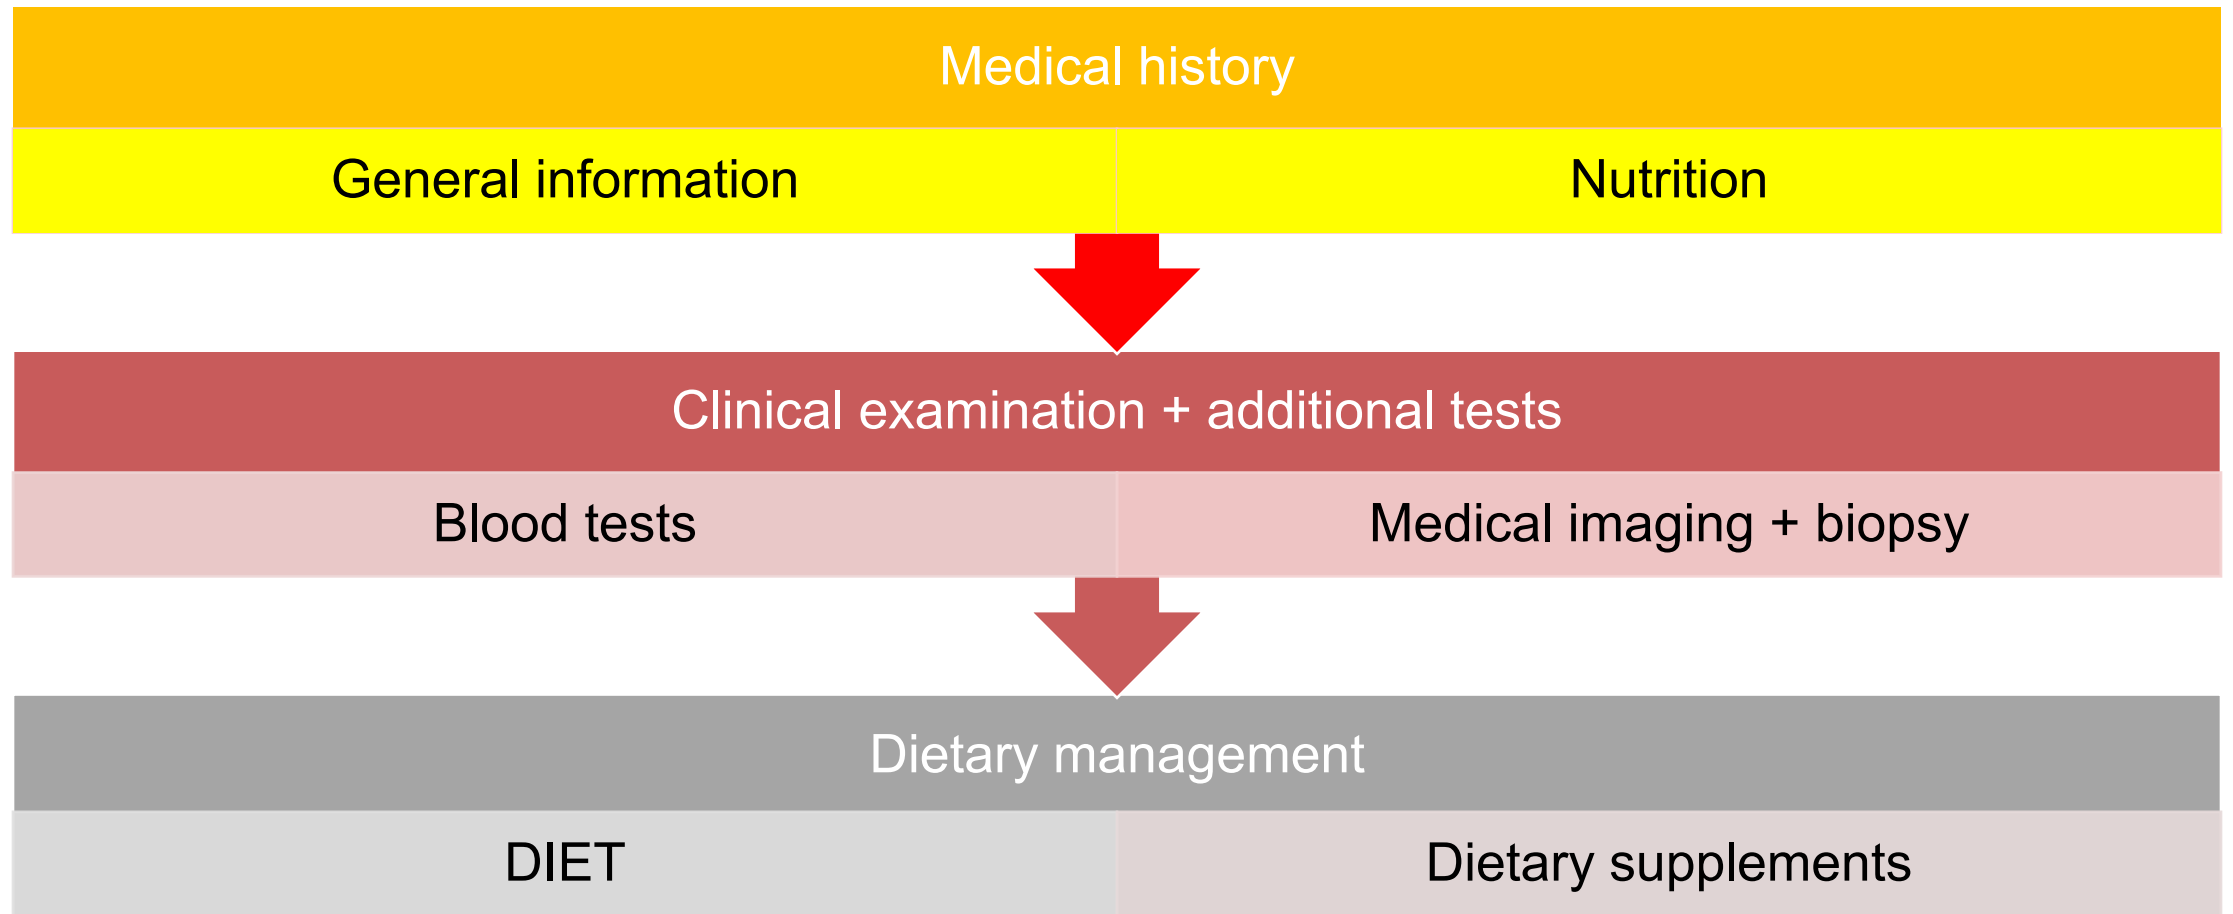 Medical history
General information
Nutrition
Clinical examination + additional tests
Blood tests
Medical imaging + biopsy
Dietary management
DIET
Dietary supplements